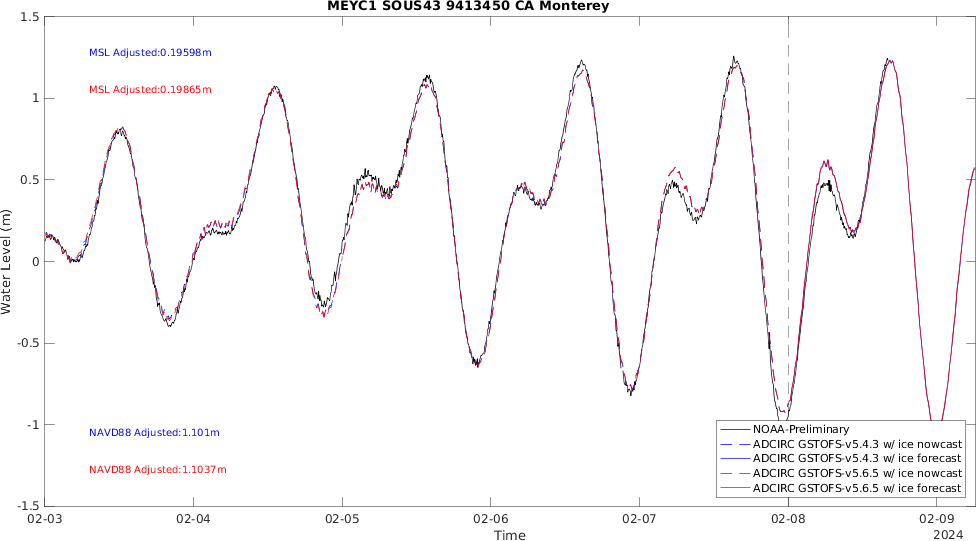 MEYC1 SOUS43 9413450 CA Monterey
1.5
1
0.5
0
-0.5
-1
-1.5
Water Level (m)
MSL Adjusted:0.19598m
MSL Adjusted:0.19865m
NAVD88 Adjusted:1.101m
NAVD88 Adjusted:1.1037m
NOAA-Preliminary
ADCIRC GSTOFS-v5.4.3 w/ ice nowcast
ADCIRC GSTOFS-v5.4.3 w/ ice forecast
ADCIRC GSTOFS-v5.6.5 w/ ice nowcast
ADCIRC GSTOFS-v5.6.5 w/ ice forecast
02-03 02-04 02-05 02-06 02-07 02-08 02-09
Time
2024